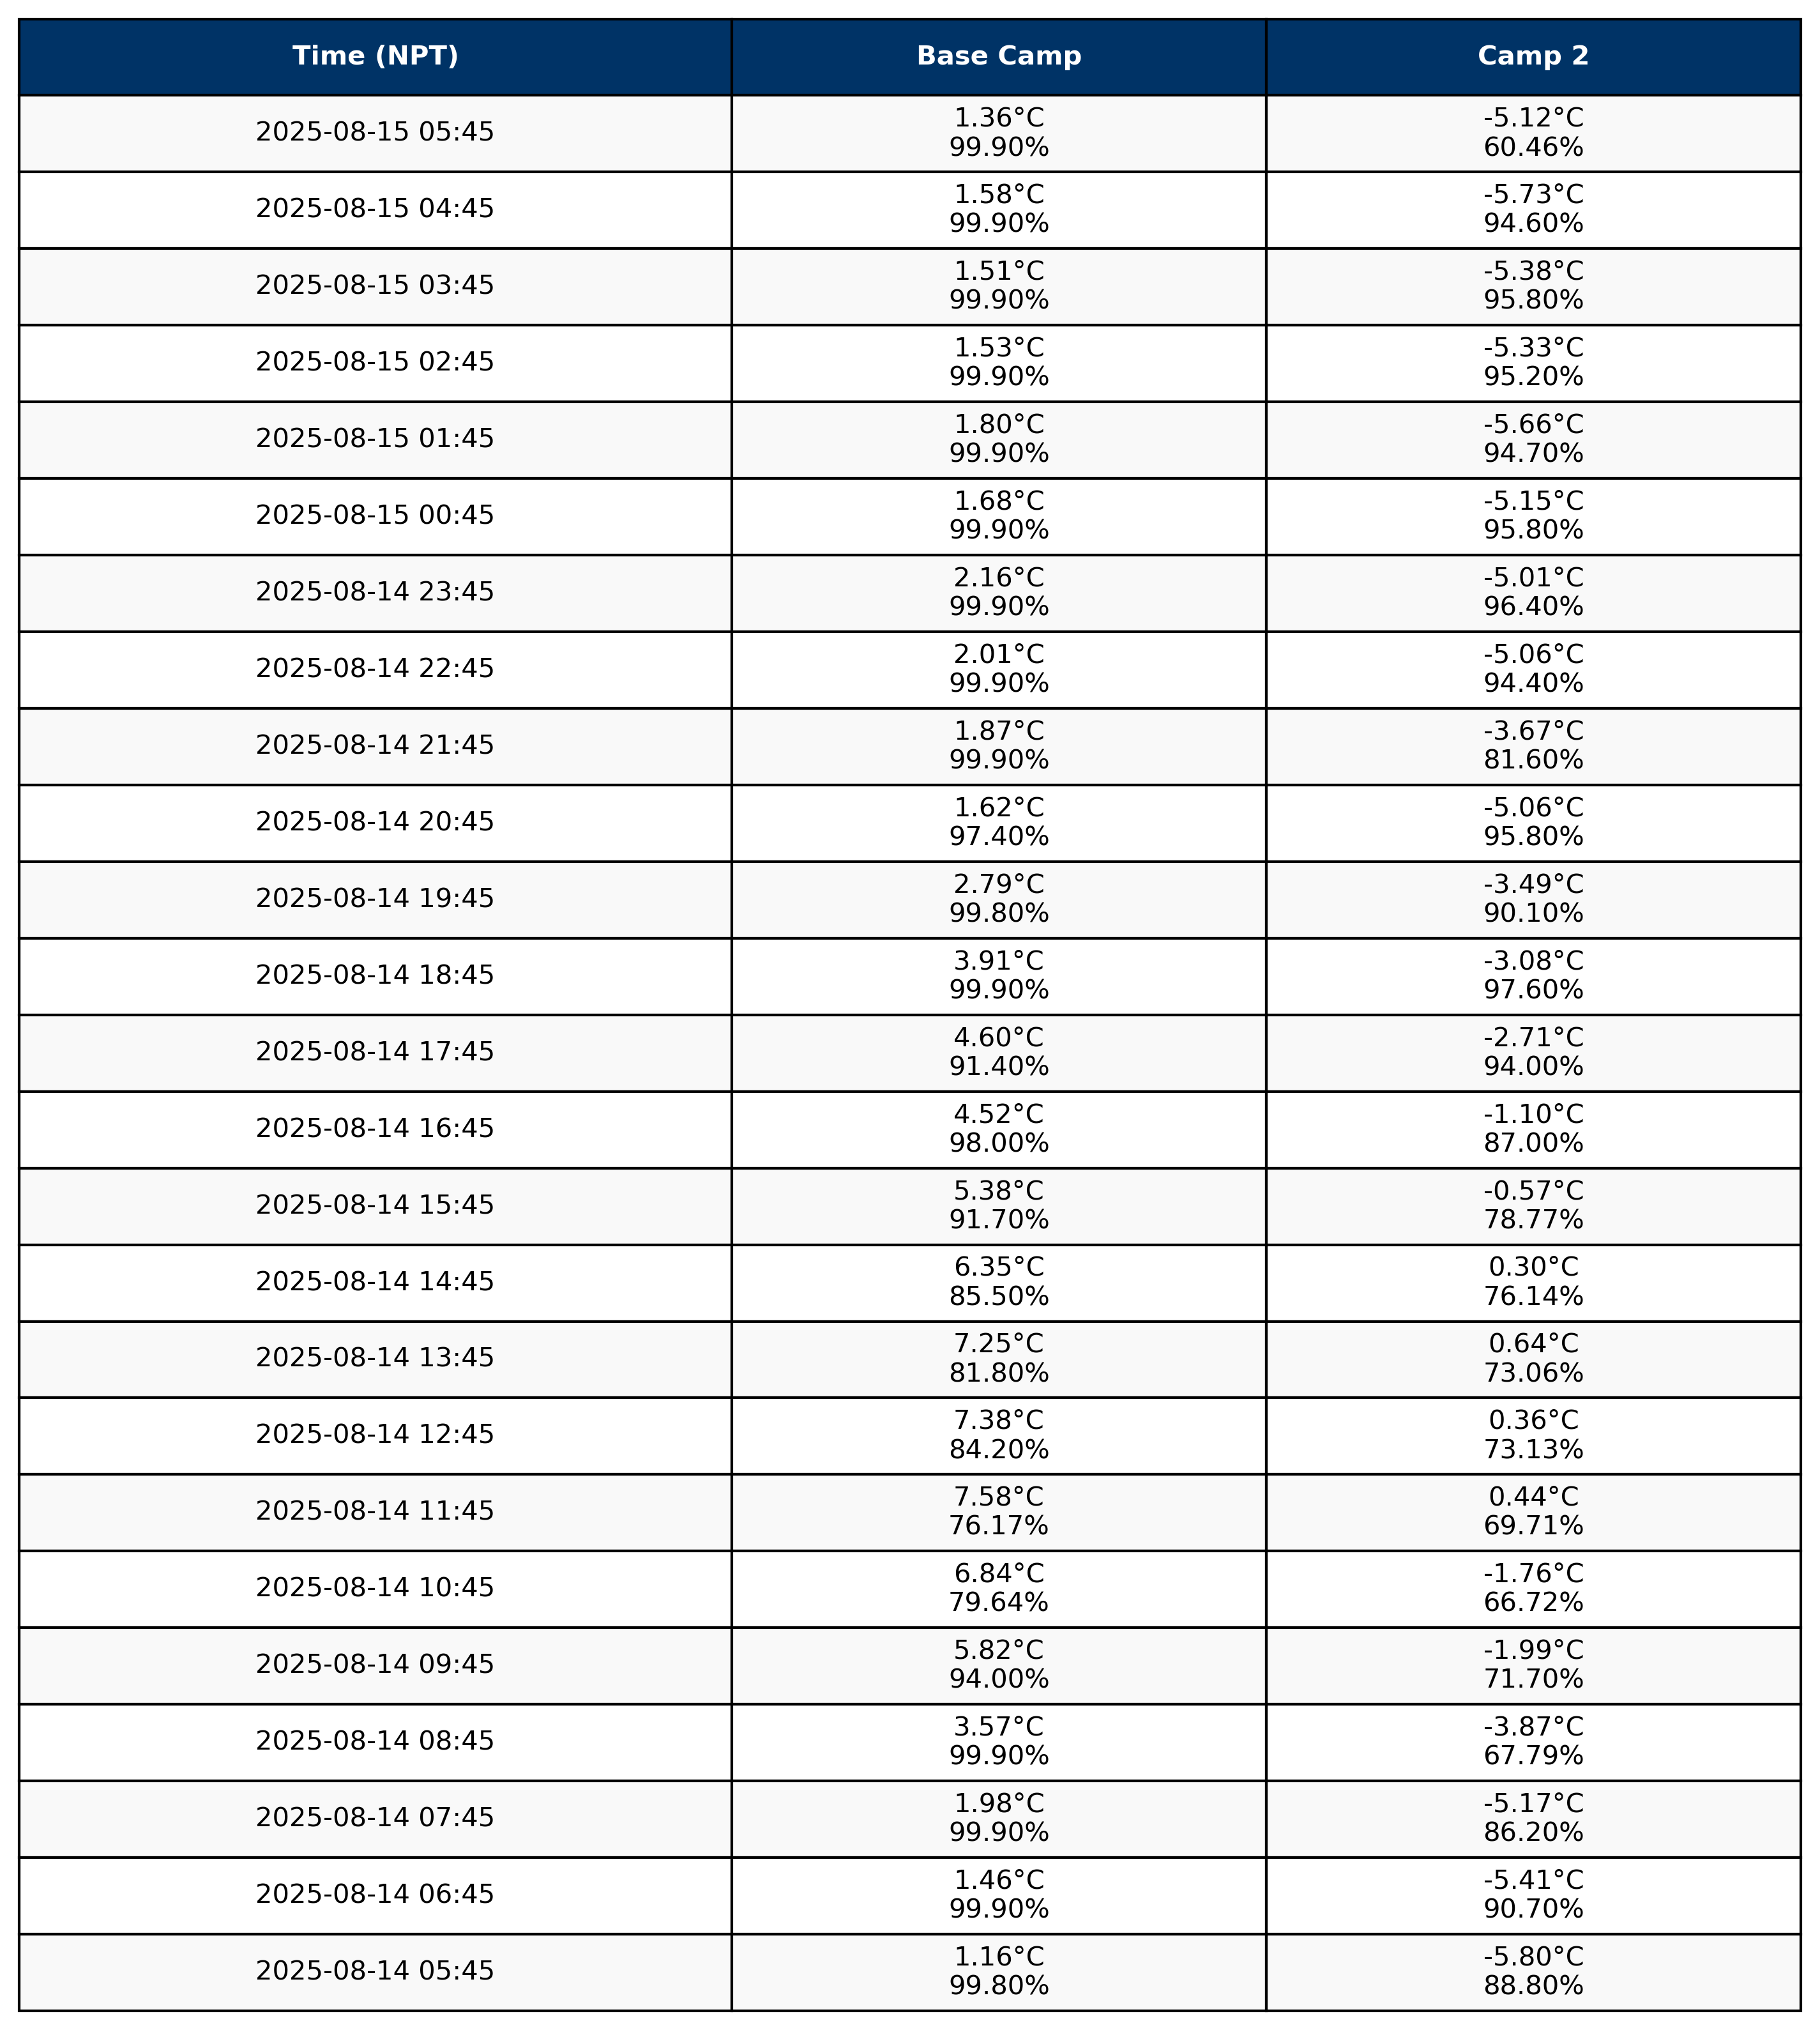 Time (NPT) Base Camp Camp 2
2025-08-15 05:45
1.36°C
99.90%
-5.12°C
60.46%
2025-08-15 04:45
1.58°C
99.90%
-5.73°C
94.60%
2025-08-15 03:45
1.51°C
99.90%
-5.38°C
95.80%
2025-08-15 02:45
1.53°C
99.90%
-5.33°C
95.20%
2025-08-15 01:45
1.80°C
99.90%
-5.66°C
94.70%
2025-08-15 00:45
1.68°C
99.90%
-5.15°C
95.80%
2025-08-14 23:45
2.16°C
99.90%
-5.01°C
96.40%
2025-08-14 22:45
2.01°C
99.90%
-5.06°C
94.40%
2025-08-14 21:45
1.87°C
99.90%
-3.67°C
81.60%
2025-08-14 20:45
1.62°C
97.40%
-5.06°C
95.80%
2025-08-14 19:45
2.79°C
99.80%
-3.49°C
90.10%
2025-08-14 18:45
3.91°C
99.90%
-3.08°C
97.60%
2025-08-14 17:45
4.60°C
91.40%
-2.71°C
94.00%
2025-08-14 16:45
4.52°C
98.00%
-1.10°C
87.00%
2025-08-14 15:45
5.38°C
91.70%
-0.57°C
78.77%
2025-08-14 14:45
6.35°C
85.50%
0.30°C
76.14%
2025-08-14 13:45
7.25°C
81.80%
0.64°C
73.06%
2025-08-14 12:45
7.38°C
84.20%
0.36°C
73.13%
2025-08-14 11:45
7.58°C
76.17%
0.44°C
69.71%
2025-08-14 10:45
6.84°C
79.64%
-1.76°C
66.72%
2025-08-14 09:45
5.82°C
94.00%
-1.99°C
71.70%
2025-08-14 08:45
3.57°C
99.90%
-3.87°C
67.79%
2025-08-14 07:45
1.98°C
99.90%
-5.17°C
86.20%
2025-08-14 06:45
1.46°C
99.90%
-5.41°C
90.70%
2025-08-14 05:45
1.16°C
99.80%
-5.80°C
88.80%